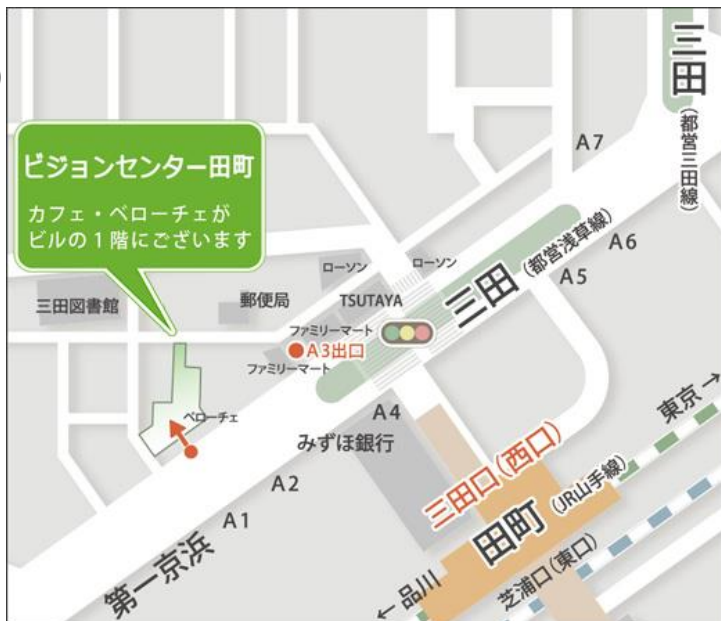 三田
(都営三田線)
A7
ビジョンセンター田町
カフェ・ベローチェが
ビルの1階にございます
A6
(都営浅草線)
三田
A5
ローソン
ローソン
郵便局
TSUTAYA
三田図書館
ファミリーマート
A3出口
ファミリーマート
ベローチェ
A4
みずほ銀行
東京→
三田口(西口)
A2
A1
田町
(JR山手線)
第一京浜
←品川
芝浦口(東口)